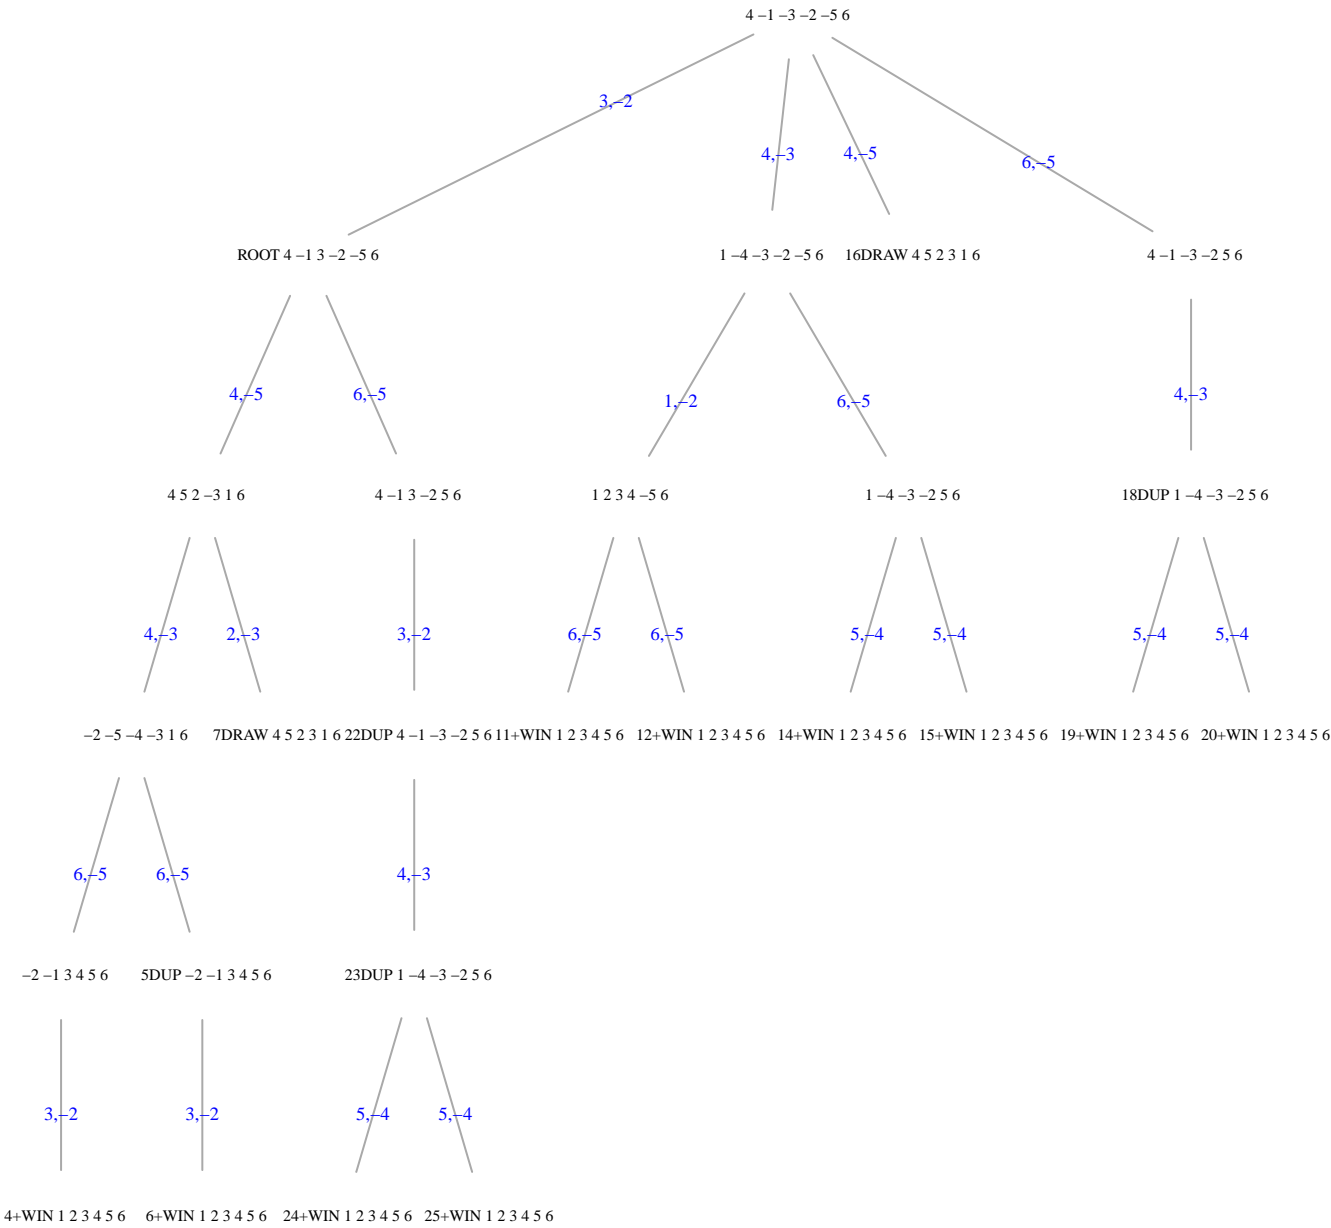 4 –1 –3 –2 –5 6
3,–2
4,–3
4,–5
6,–5
ROOT 4 –1 3 –2 –5 6
1 –4 –3 –2 –5 6
16DRAW 4 5 2 3 1 6
4 –1 –3 –2 5 6
4,–5
6,–5
1,–2
6,–5
4,–3
4 5 2 –3 1 6
4 –1 3 –2 5 6
1 2 3 4 –5 6
1 –4 –3 –2 5 6
18DUP 1 –4 –3 –2 5 6
4,–3
2,–3
3,–2
6,–5
6,–5
5,–4
5,–4
5,–4
5,–4
–2 –5 –4 –3 1 6
7DRAW 4 5 2 3 1 6
22DUP 4 –1 –3 –2 5 6
11+WIN 1 2 3 4 5 6
12+WIN 1 2 3 4 5 6
14+WIN 1 2 3 4 5 6
15+WIN 1 2 3 4 5 6
19+WIN 1 2 3 4 5 6
20+WIN 1 2 3 4 5 6
6,–5
6,–5
4,–3
–2 –1 3 4 5 6
5DUP –2 –1 3 4 5 6
23DUP 1 –4 –3 –2 5 6
3,–2
3,–2
5,–4
5,–4
4+WIN 1 2 3 4 5 6
6+WIN 1 2 3 4 5 6
24+WIN 1 2 3 4 5 6
25+WIN 1 2 3 4 5 6